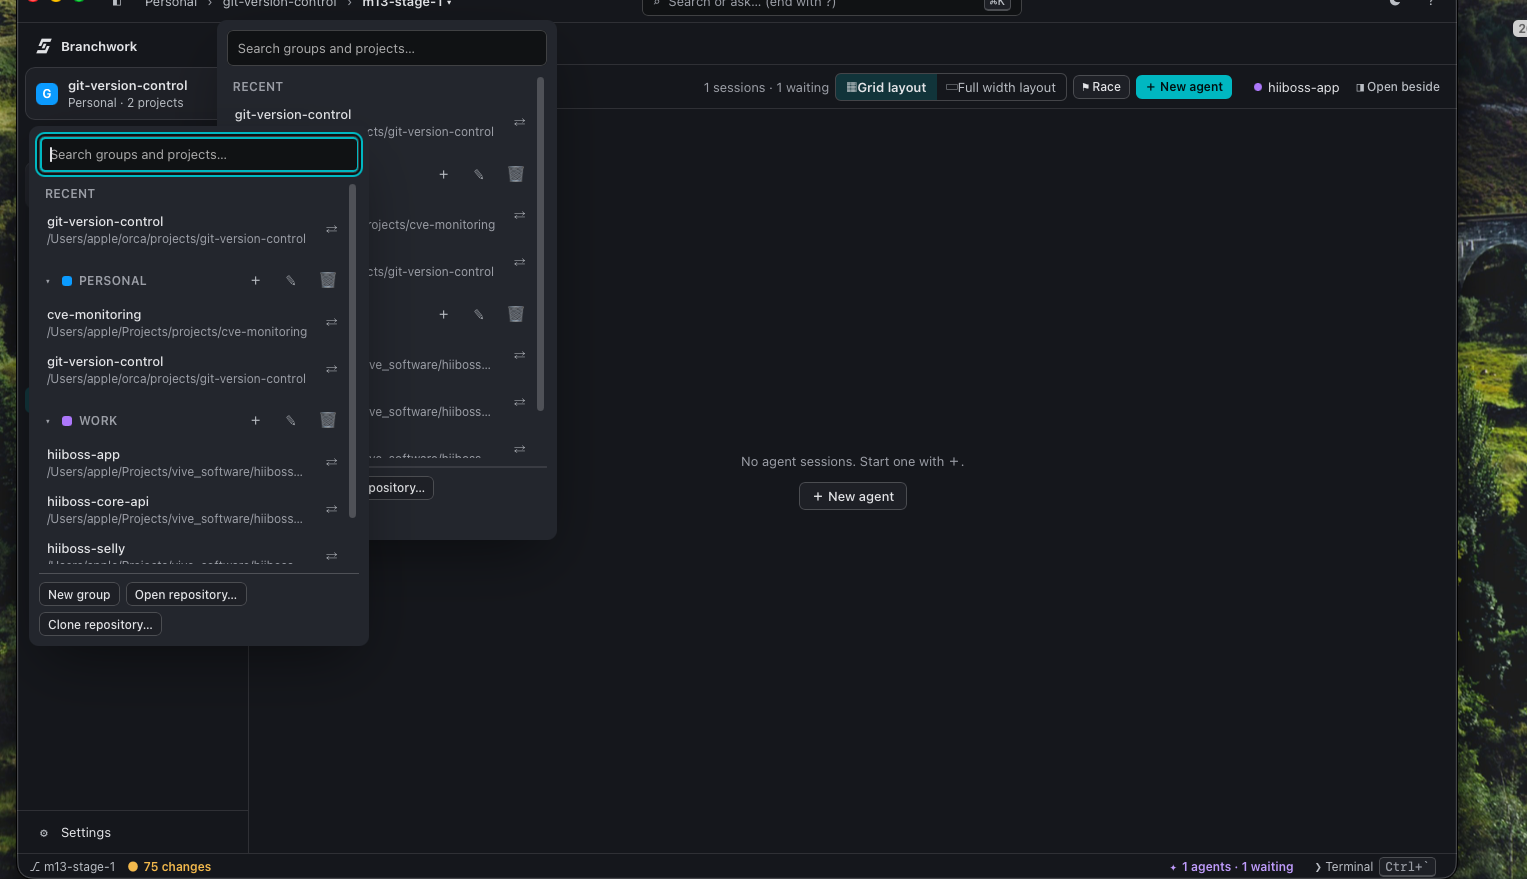 Personal › git-version-control › m13-stage-1 ▾
Search or ask… (end with ?)
⌘K
?
Branchwork
G
git-version-control
Personal · 2 projects
Search groups and projects…
RECENT
git-version-control
cts/git-version-control
rojects/cve-monitoring
cts/git-version-control
ve_software/hiiboss…
ve_software/hiiboss…
pository…
1 sessions · 1 waiting
Grid layout
Full width layout
Race
+ New agent
hiiboss-app
Open beside
Search groups and projects…
RECENT
git-version-control
/Users/apple/orca/projects/git-version-control
PERSONAL
cve-monitoring
/Users/apple/Projects/projects/cve-monitoring
git-version-control
/Users/apple/orca/projects/git-version-control
WORK
hiiboss-app
/Users/apple/Projects/vive_software/hiiboss…
hiiboss-core-api
/Users/apple/Projects/vive_software/hiiboss…
hiiboss-selly
New group
Open repository…
Clone repository…
No agent sessions. Start one with +.
+ New agent
Settings
m13-stage-1
75 changes
1 agents · 1 waiting
Terminal
Ctrl+`